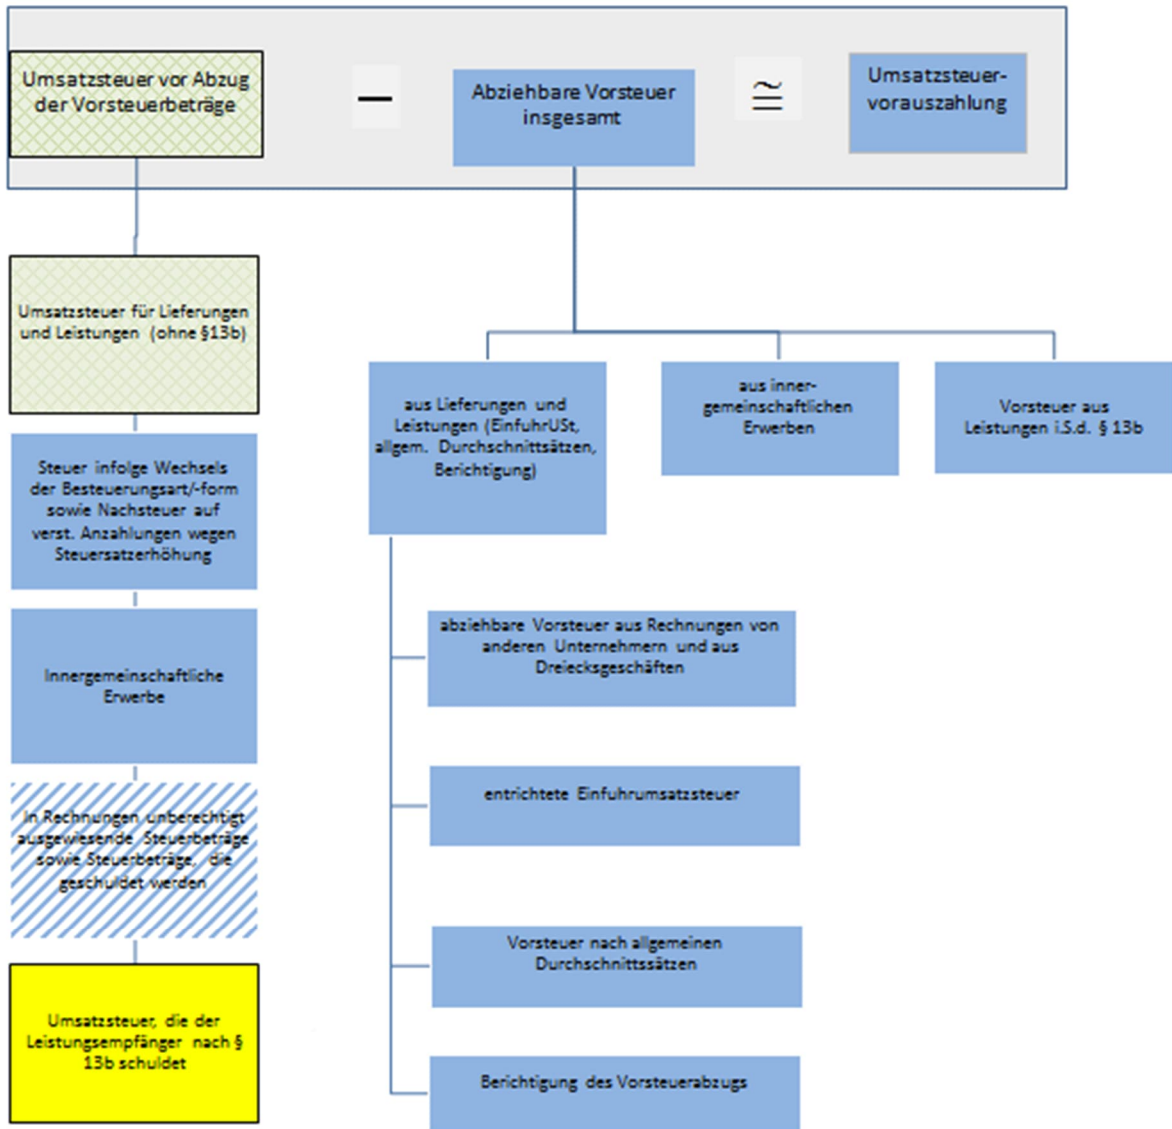 Umsatzsteuer vor Abzug
der Vorsteuerbeträge
—
Abziehbare Vorsteuer
insgesamt
≅
Umsatzsteuer-
vorauszahlung
Umsatzsteuer für Lieferungen
und Leistungen (ohne §13b)
Steuer infolge Wechsels
der Besteuerungsart/-form
sowie Nachsteuer auf
verst. Anzahlungen wegen
Steuersatzerhöhung
Innergemeinschaftliche
Erwerbe
In Rechnungen unberechtigt
ausgewiesende Steuerbeträge
sowie Steuerbeträge, die
geschuldet werden
Umsatzsteuer, die der
Leistungsempfänger nach §
13b schuldet
aus Lieferungen und
Leistungen (EinfuhrUSt,
allgem. Durchschnittsätzen,
Berichtigung)
aus inner-
gemeinschaftlichen
Erwerben
Vorsteuer aus
Leistungen i.S.d. § 13b
abziehbare Vorsteuer aus Rechnungen von
anderen Unternehmern und aus
Dreiecksgeschäften
entrichtete Einfuhrumsatzsteuer
Vorsteuer nach allgemeinen
Durchschnittssätzen
Berichtigung des Vorsteuerabzugs